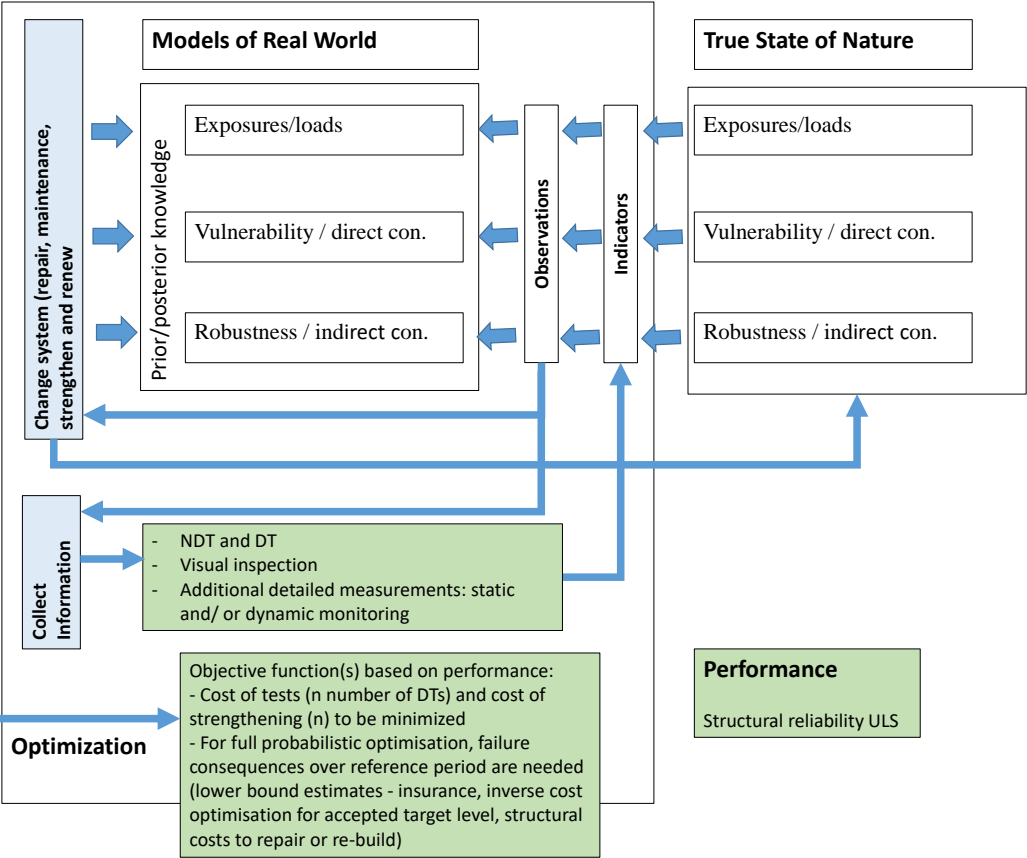 Models of Real World
True State of Nature
Change system (repair, maintenance,
strengthen and renew
Prior/posterior knowledge
Exposures/loads
Vulnerability / direct con.
Robustness / indirect con.
Observations
Indicators
Exposures/loads
Vulnerability / direct con.
Robustness / indirect con.
Collect
Information
- NDT and DT
- Visual inspection
- Additional detailed measurements: static
and/ or dynamic monitoring
Optimization
Objective function(s) based on performance:
- Cost of tests (n number of DTs) and cost of
strengthening (n) to be minimized
- For full probabilistic optimisation, failure
consequences over reference period are needed
(lower bound estimates - insurance, inverse cost
optimisation for accepted target level, structural
costs to repair or re-build)
Performance
Structural reliability ULS